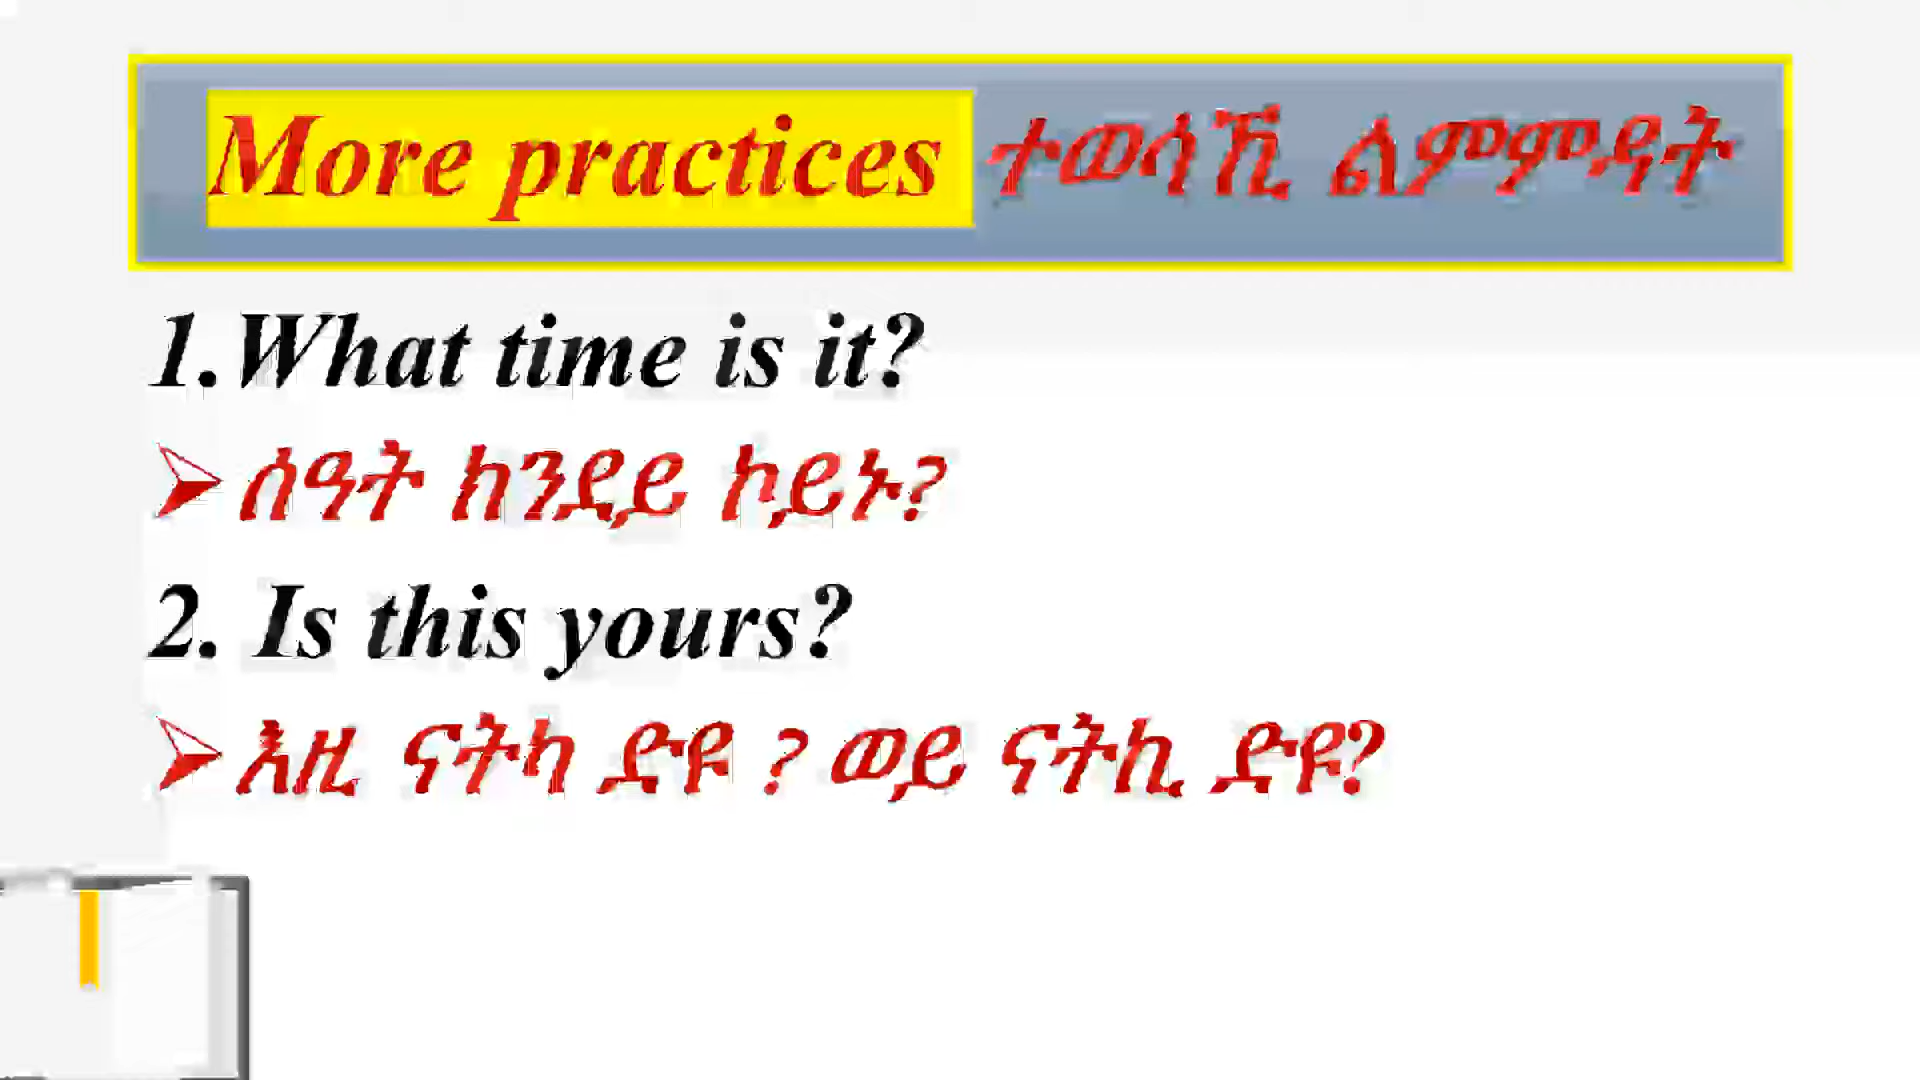 More practices ተወሳኺ ልምምዳት
1.What time is it?
ሰዓት ክንደይ ኮይኑ?
2. Is this yours?
እዚ ናትካ ድዩ ? ወይ ናትኪ ድዩ?